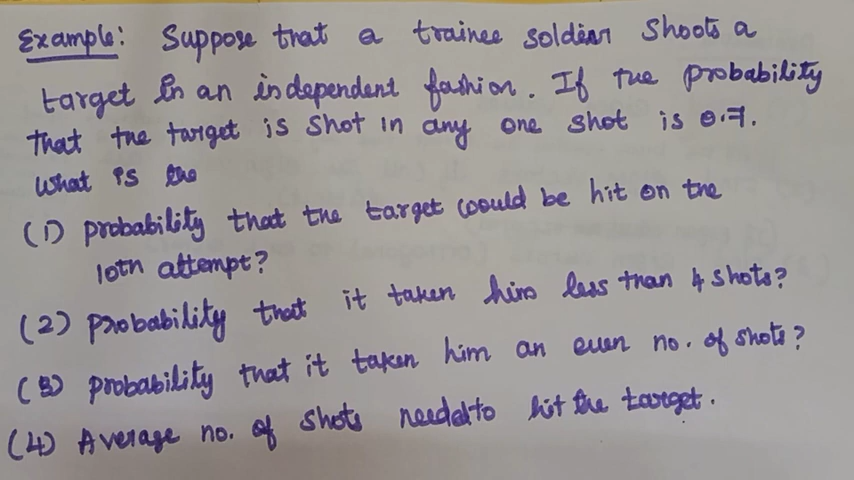 Example: Suppose that a trainee soldier shoots a
target in an independent fashion. If the probability
that the target is shot in any one shot is 0.7.
What is the
(1) probability that the target would be hit on the
10th attempt?
(2) probability that it taken him less than 4 shots?
(3) probability that it taken him an even no. of shots?
(4) Average no. of shots needed to hit the target.